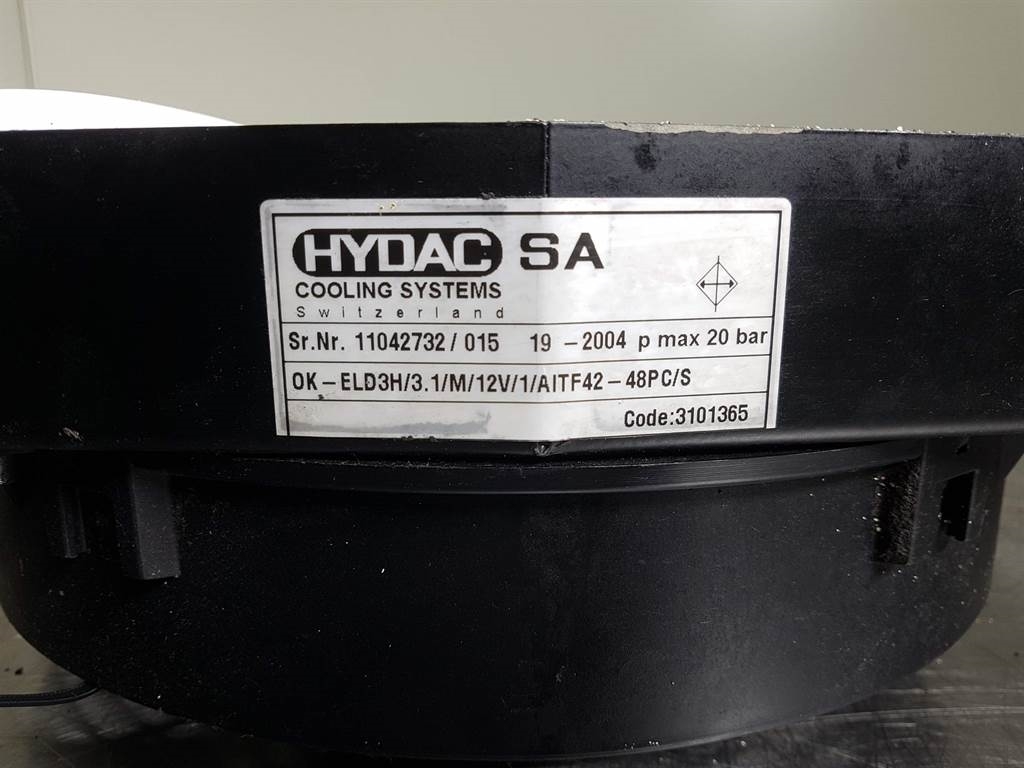 HYDAC SA
COOLING SYSTEMS
Switzerland
Sr.Nr. 11042732 / 015 19 - 2004 p max 20 bar
OK - ELD3H/3.1/M/12V/1/AITF42 - 48PC/S
Code:3101365